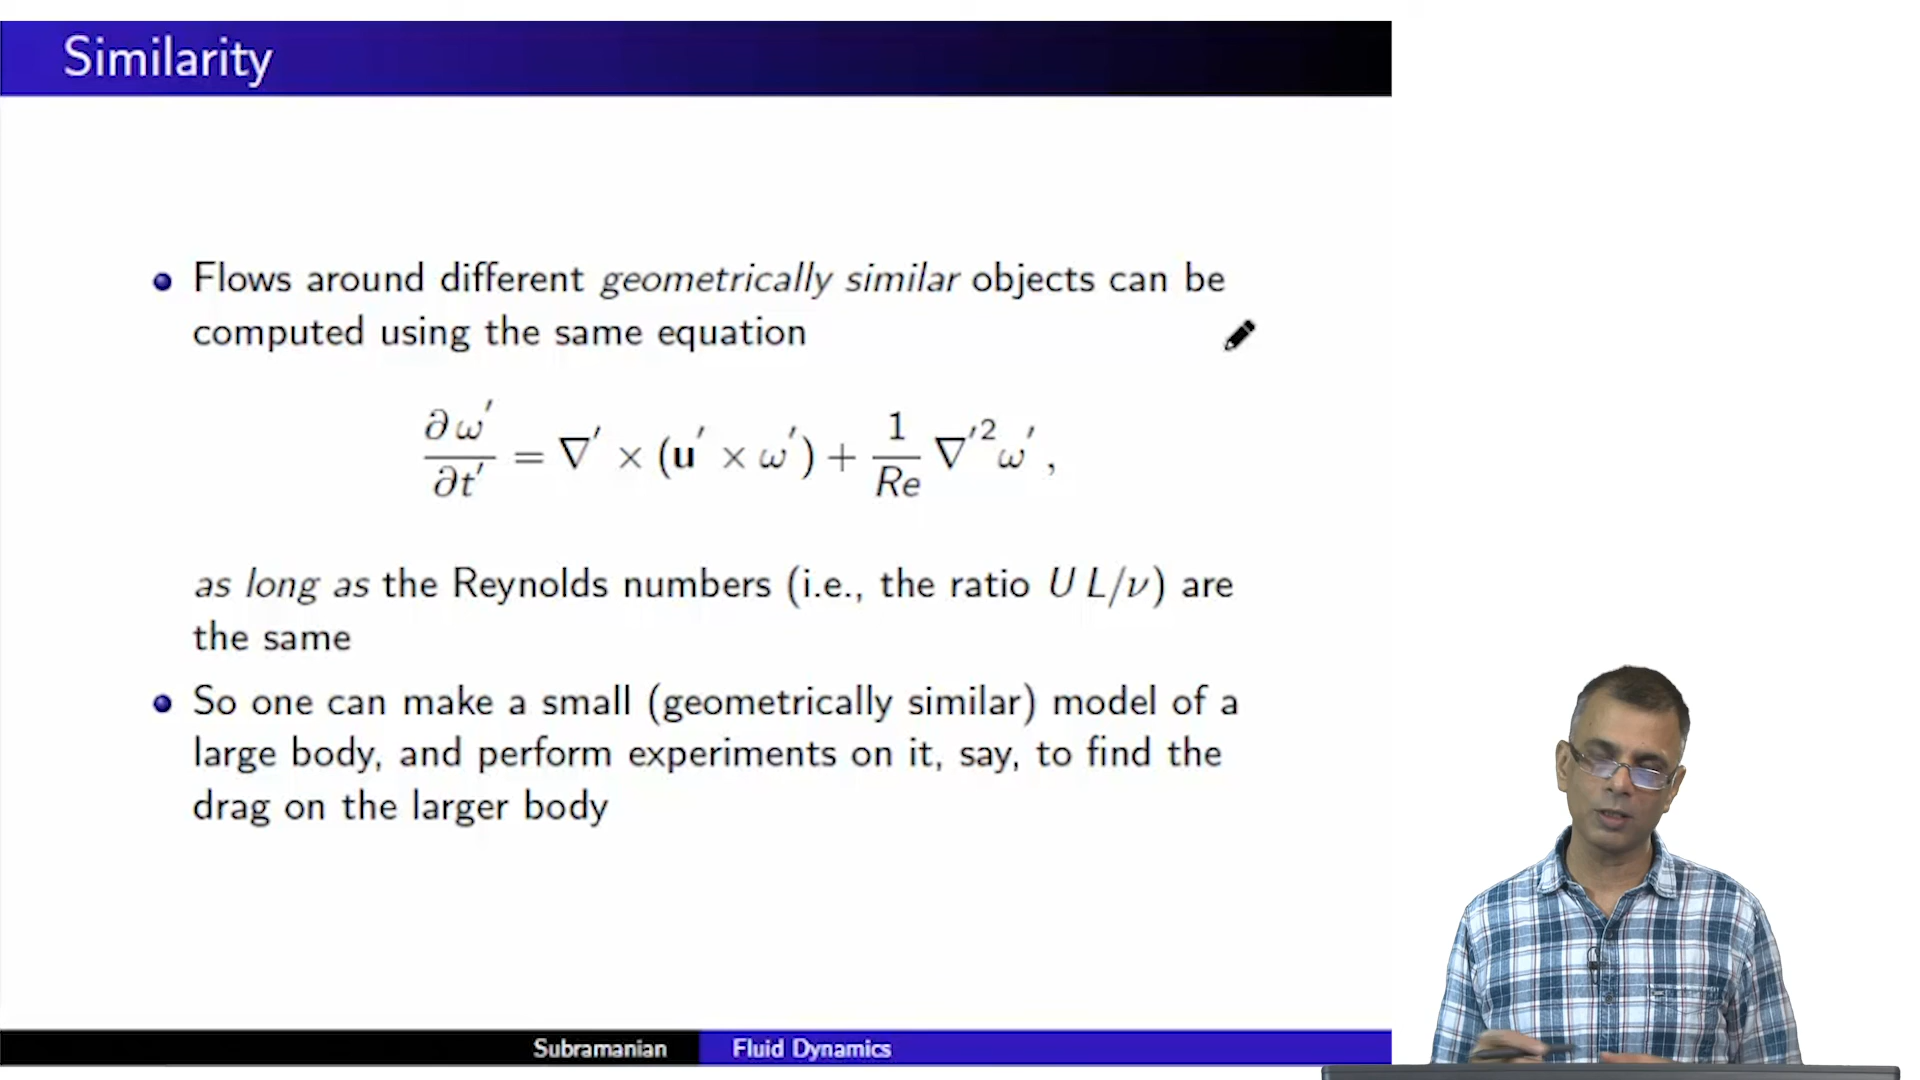 Similarity
Flows around different geometrically similar objects can be
computed using the same equation
∂ω′/∂t′ = ∇′ × (u′ × ω′) + 1/Re ∇′²ω′ ,
as long as the Reynolds numbers (i.e., the ratio U L/ν) are
the same
So one can make a small (geometrically similar) model of a
large body, and perform experiments on it, say, to find the
drag on the larger body
Subramanian Fluid Dynamics